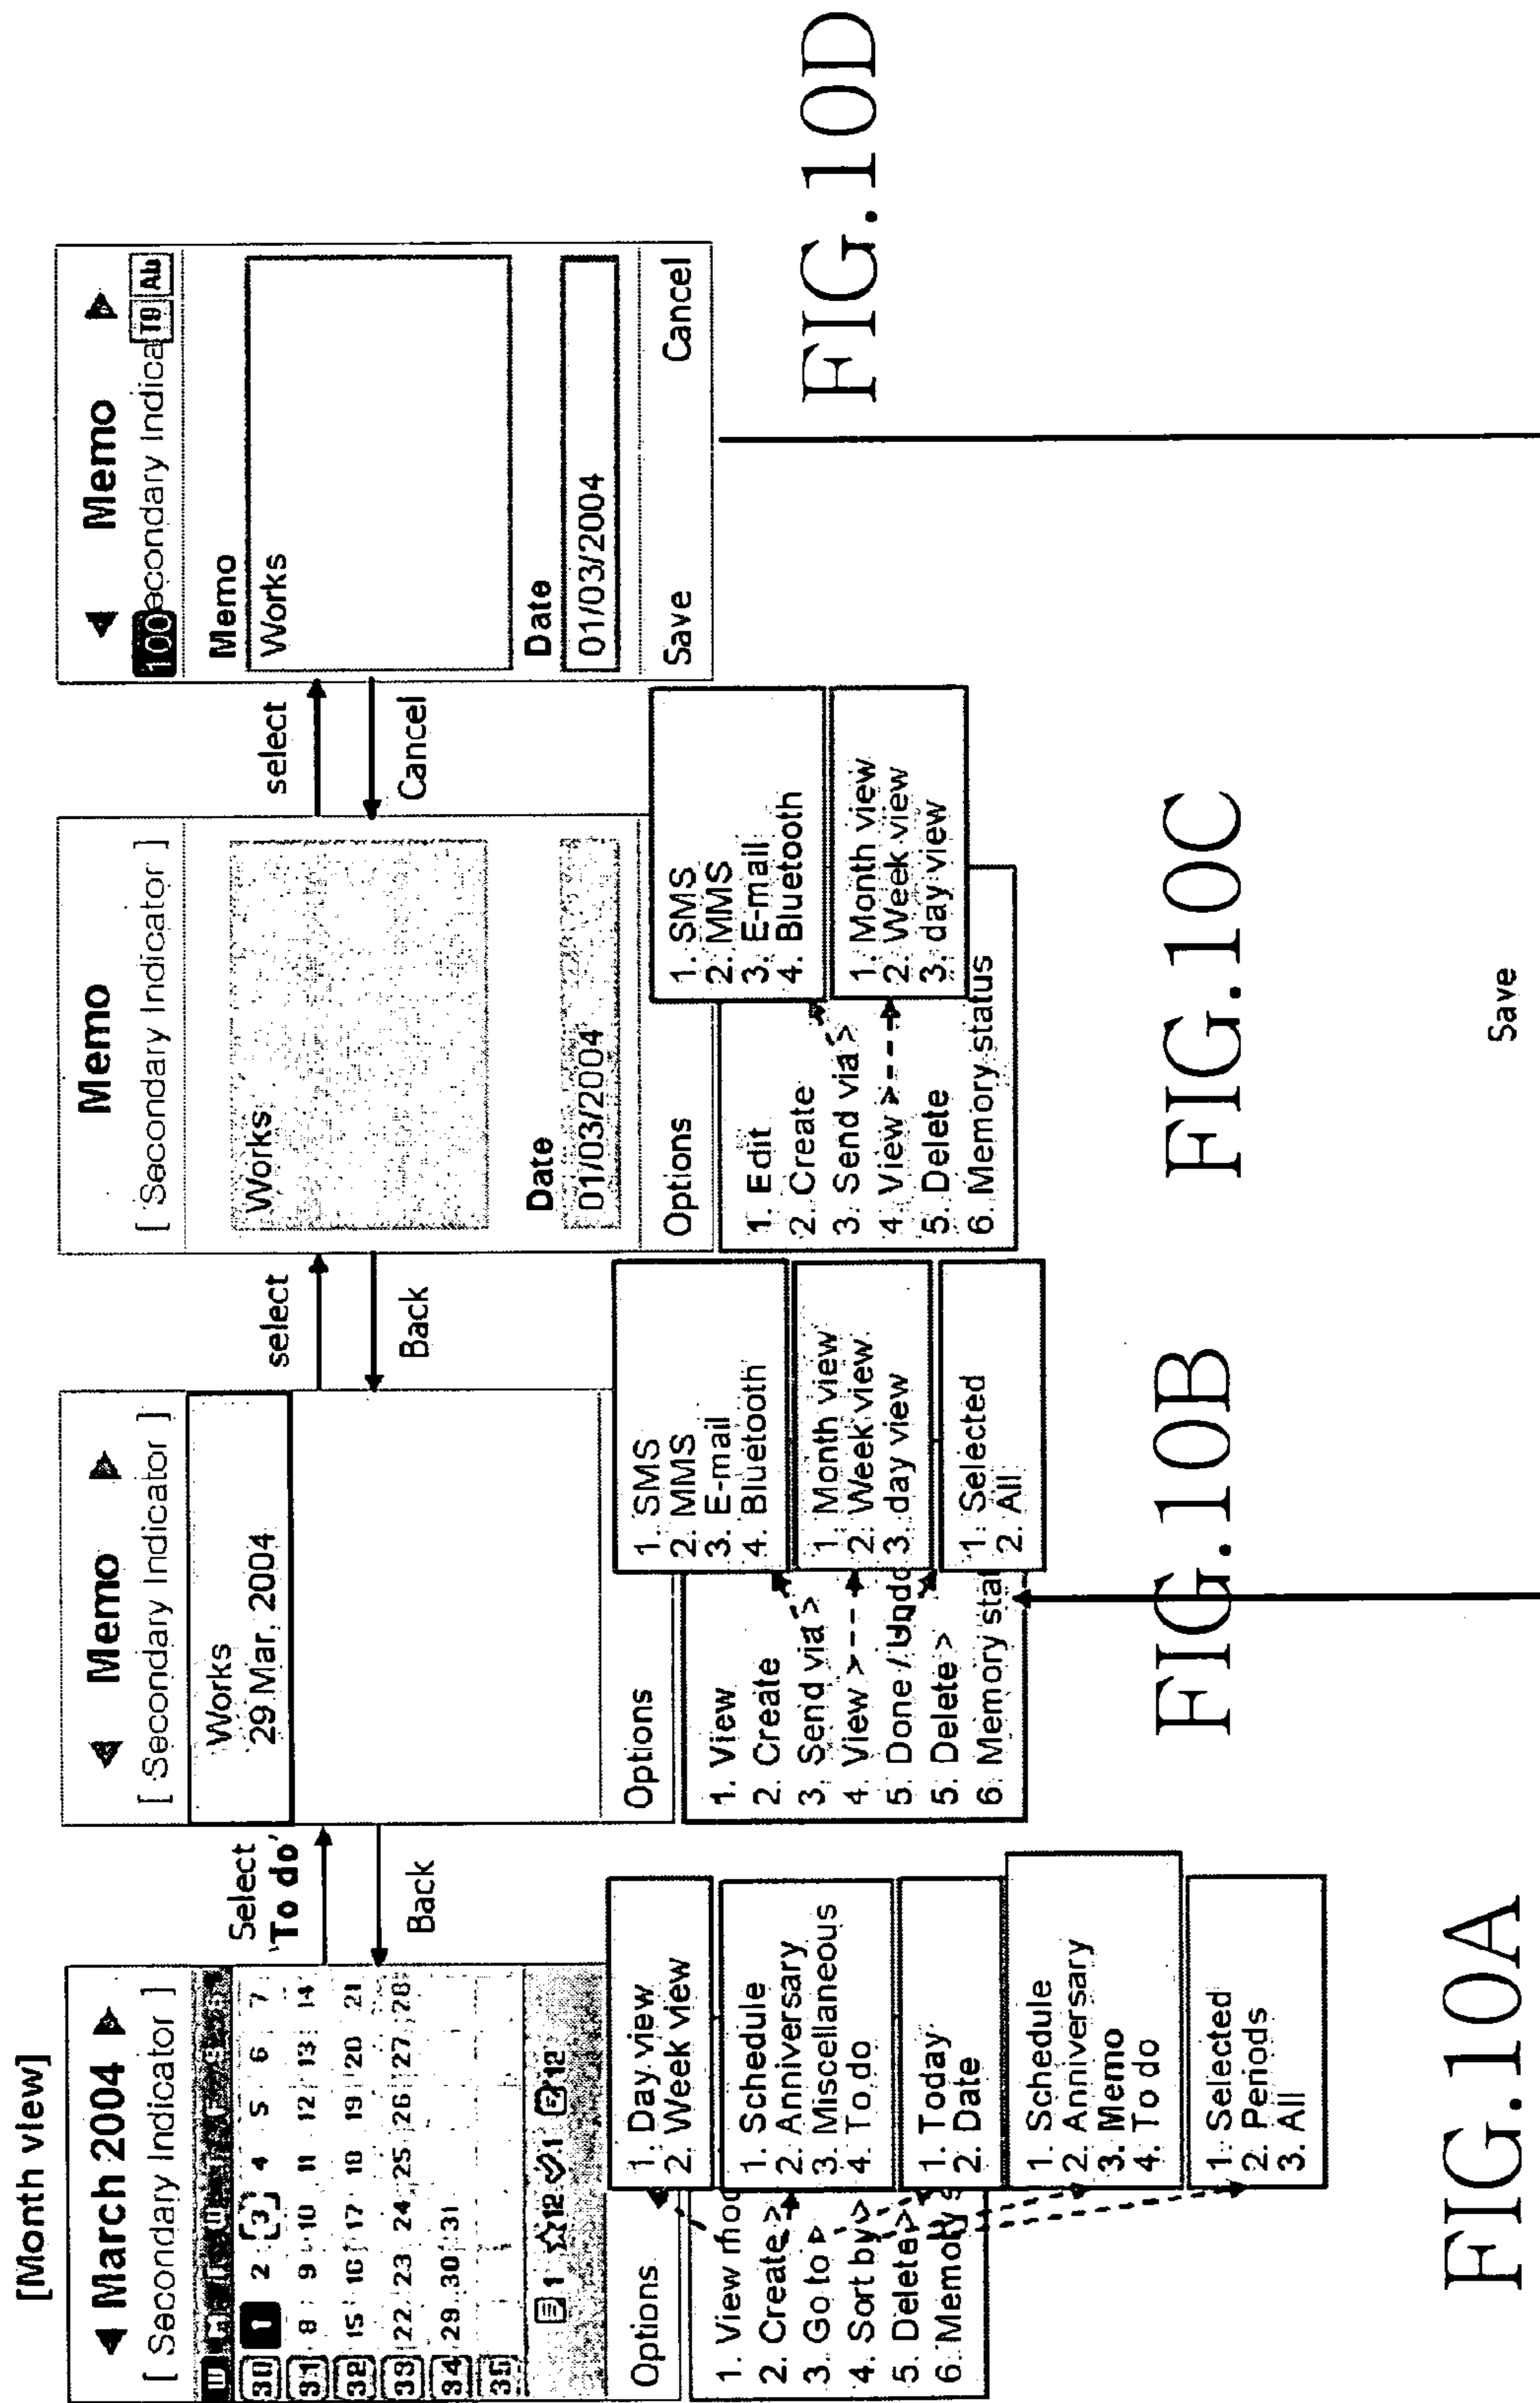 [Month view]
March 2004
[ Secondary Indicator ]
30 1 2 3 4 5 6 7
31 8 9 10 11 12 13 14
32 15 16 17 18 19 20 21
33 22 23 24 25 26 27 28
34 29 30 31
35
1 12 1 12
Options
1. View mod
2. Create >
3. Go to >
4. Sort by >
5. Delete >
6. Memory s
1. Day view
2. Week view
1. Schedule
2. Anniversary
3. Miscellaneous
4. To do
1. Today
2. Date
1. Schedule
2. Anniversary
3. Memo
4. To do
1. Selected
2. Periods
3. All
FIG.10A
Select
'To do'
Back
Memo
[ Secondary Indicator ]
Works
29 Mar, 2004
Options
1. View
2. Create
3. Send via >
4. View >
5. Done / Undo
5. Delete >
6. Memory stat
1. SMS
2. MMS
3. E-mail
4. Bluetooth
1. Month view
2. Week view
3. day view
1. Selected
2. All
FIG.10B
select
Back
Memo
[ Secondary Indicator ]
Works
Date
01/03/2004
Options
1. Edit
2. Create
3. Send via >
4. View >
5. Delete
6. Memory status
1. SMS
2. MMS
3. E-mail
4. Bluetooth
1. Month view
2. Week view
3. day view
FIG.10C
select
Cancel
Memo
100 econdary Indica T9 Ab
Memo
Works
Date
01/03/2004
Save Cancel
FIG.10D
Save